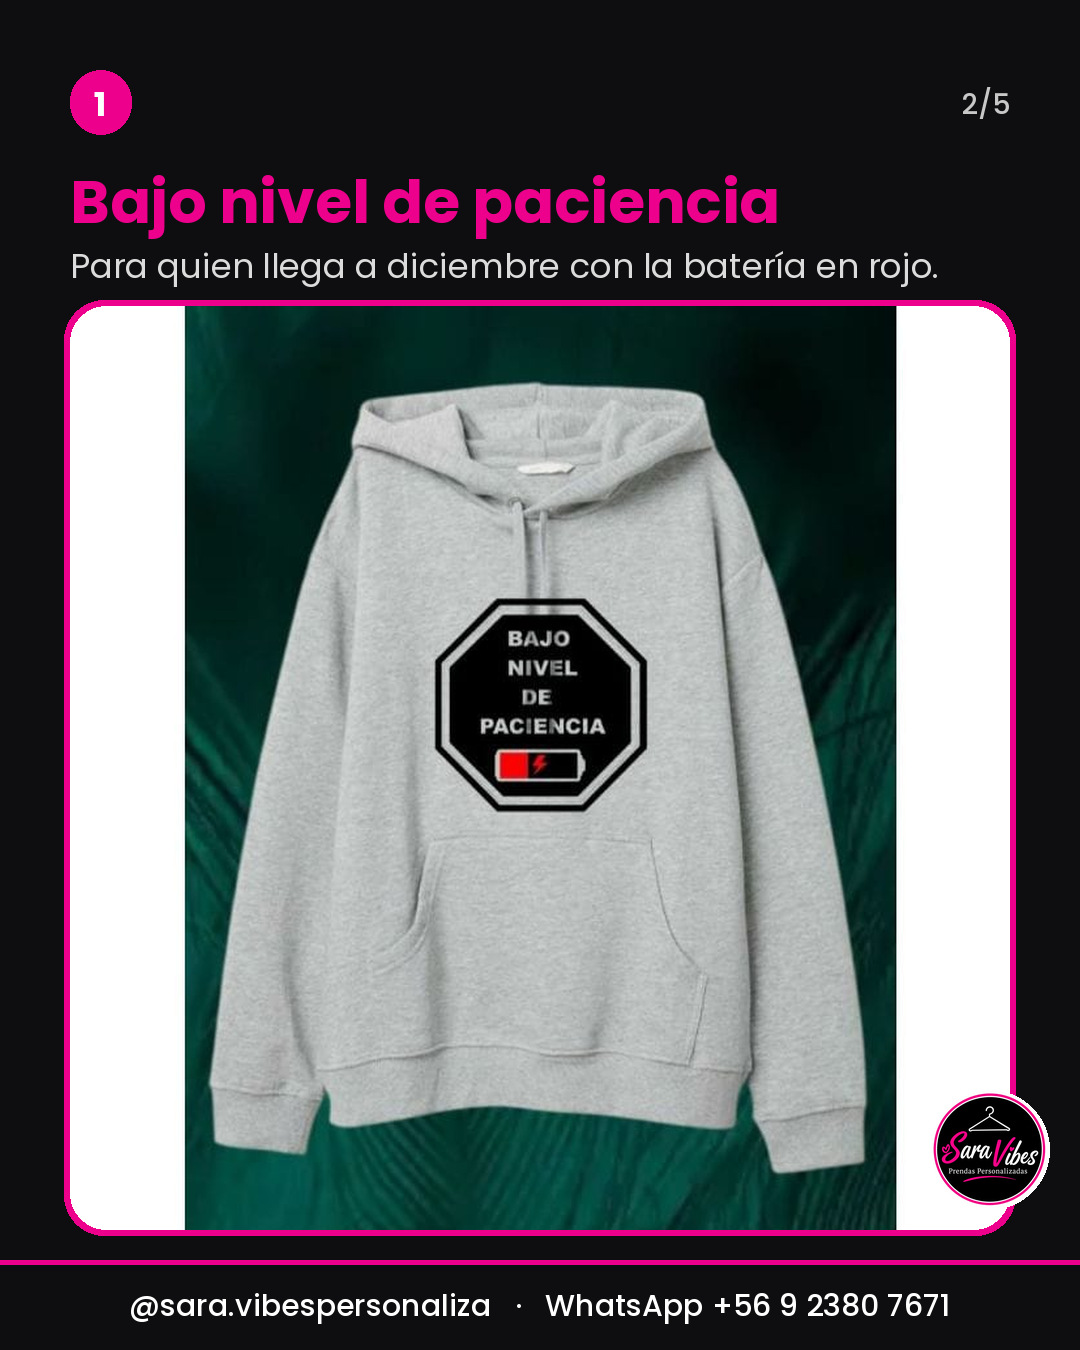 1
2/5
Bajo nivel de paciencia
Para quien llega a diciembre con la batería en rojo.
BAJO
NIVEL
DE
PACIENCIA
Sara Vibes
Prendas Personalizadas
@sara.vibespersonaliza · WhatsApp +56 9 2380 7671